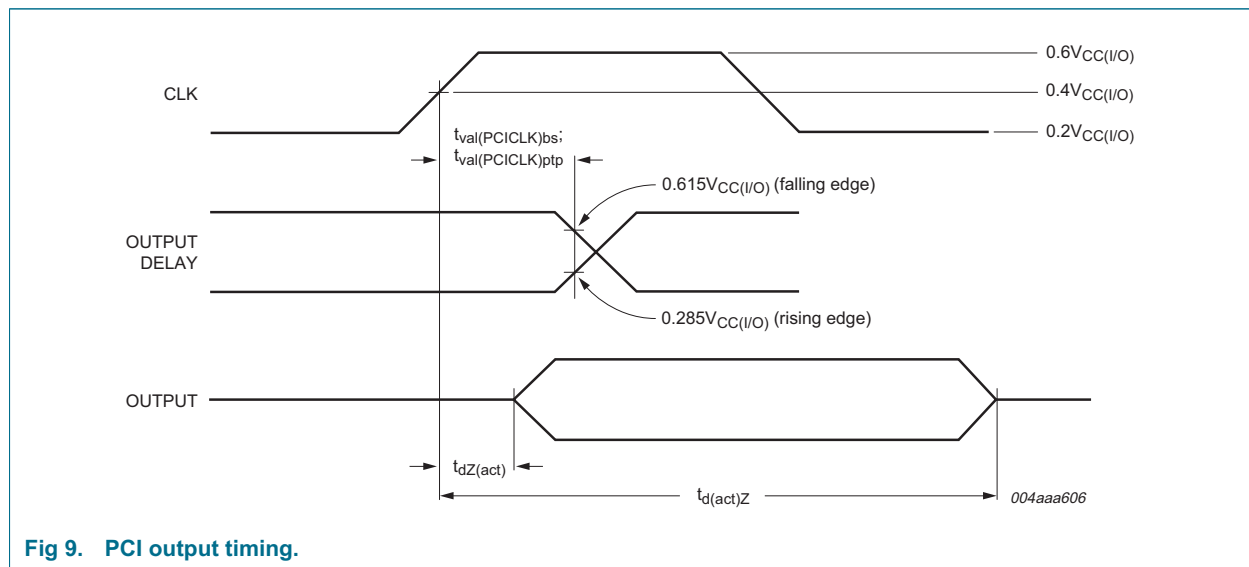 CLK
0.6VCC(I/O)
0.4VCC(I/O)
0.2VCC(I/O)
tval(PCICLK)bs;
tval(PCICLK)ptp
0.615VCC(I/O) (falling edge)
OUTPUT
DELAY
0.285VCC(I/O) (rising edge)
OUTPUT
tdZ(act)
td(act)Z
004aaa606
Fig 9. PCI output timing.